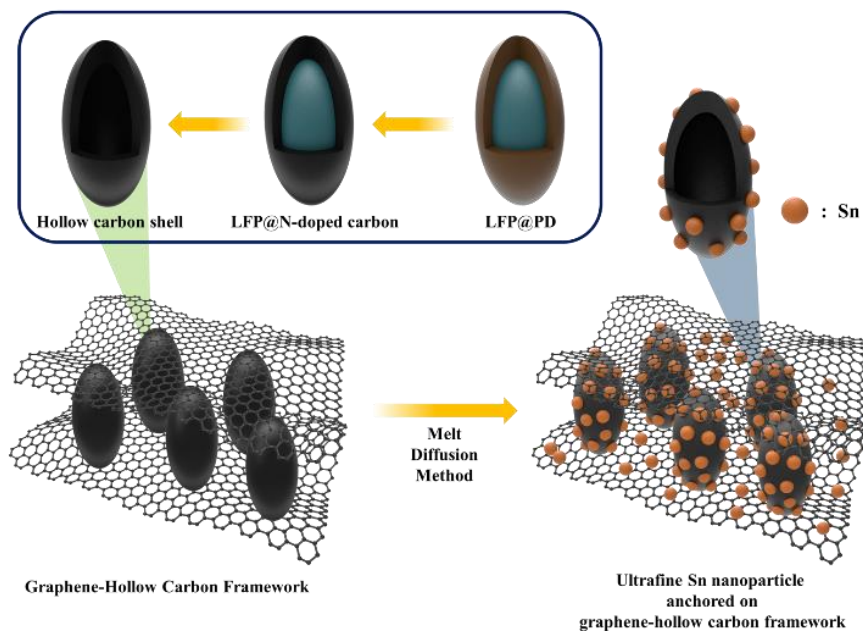 Hollow carbon shell
LFP@N-doped carbon
LFP@PD
: Sn
Melt
Diffusion
Method
Graphene-Hollow Carbon Framework
Ultrafine Sn nanoparticle
anchored on
graphene-hollow carbon framework